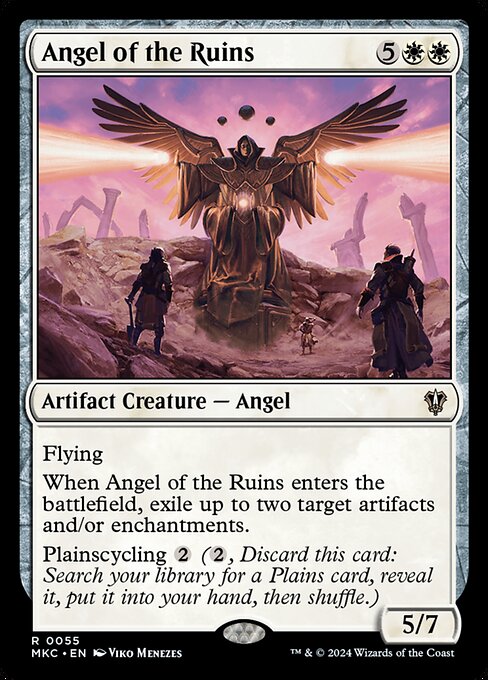 Angel of the Ruins 5
Artifact Creature — Angel
Flying
When Angel of the Ruins enters the
battlefield, exile up to two target artifacts
and/or enchantments.
Plainscycling 2 (2, Discard this card:
Search your library for a Plains card, reveal
it, put it into your hand, then shuffle.)
5/7
R 0055
MKC • EN Viko Menezes
™ & © 2024 Wizards of the Coast